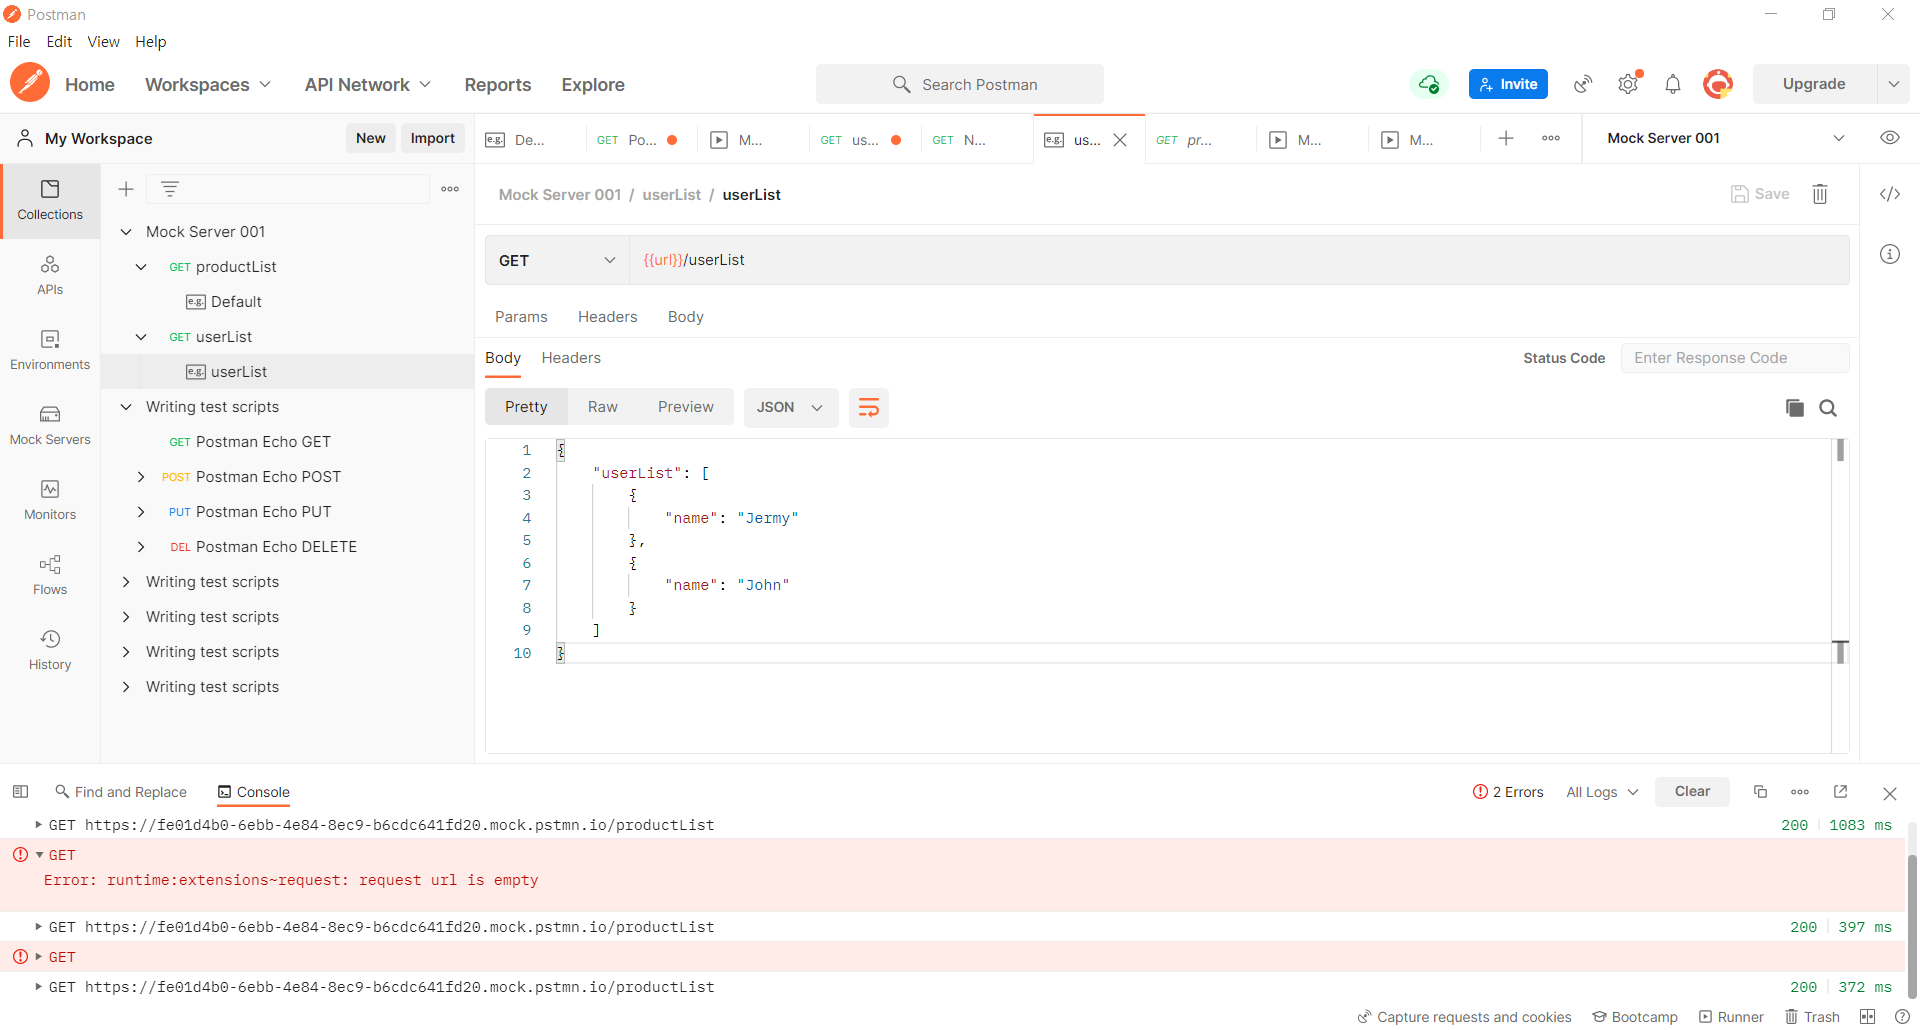 Postman
File Edit View Help
Home Workspaces API Network Reports Explore Search Postman Invite Upgrade
My Workspace New Import
e.g. De... GET Po... M... GET us... GET N... e.g. us... GET pr... M... M... Mock Server 001
Mock Server 001 / userList / userList Save
Collections
APIs
Environments
Mock Servers
Monitors
Flows
History
Mock Server 001
GET productList
e.g. Default
GET userList
e.g. userList
Writing test scripts
GET Postman Echo GET
POST Postman Echo POST
PUT Postman Echo PUT
DEL Postman Echo DELETE
Writing test scripts
Writing test scripts
Writing test scripts
Writing test scripts
GET {{url}}/userList
Params Headers Body
Body Headers Status Code Enter Response Code
Pretty Raw Preview JSON
1 {
2 "userList": [
3 {
4 "name": "Jermy"
5 },
6 {
7 "name": "John"
8 }
9 ]
10 }
Find and Replace Console 2 Errors All Logs Clear
GET https://fe01d4b0-6ebb-4e84-8ec9-b6cdc641fd20.mock.pstmn.io/productList 200 1083 ms
GET
Error: runtime:extensions~request: request url is empty
GET https://fe01d4b0-6ebb-4e84-8ec9-b6cdc641fd20.mock.pstmn.io/productList 200 397 ms
GET
GET https://fe01d4b0-6ebb-4e84-8ec9-b6cdc641fd20.mock.pstmn.io/productList 200 372 ms
Capture requests and cookies Bootcamp Runner Trash